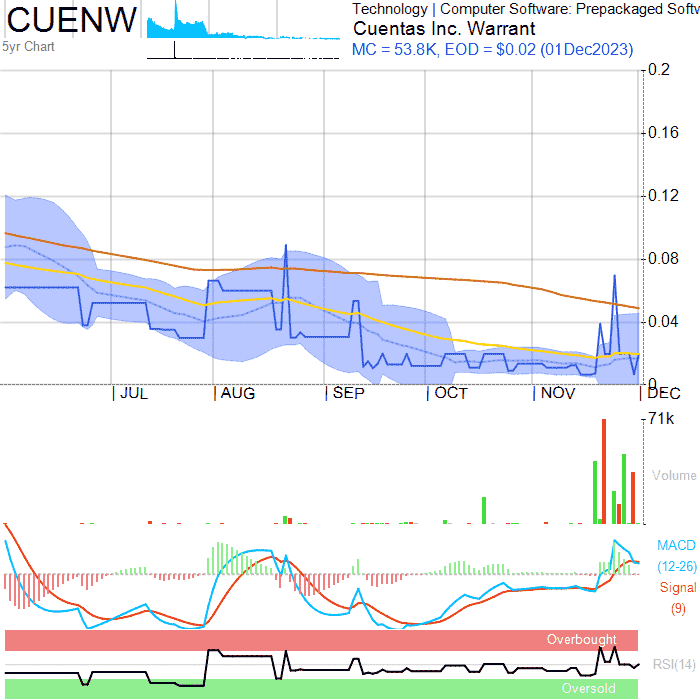 CUENW
Technology | Computer Software: Prepackaged Softw
Cuentas Inc. Warrant
5yr Chart
MC = 53.8K, EOD = $0.02 (01Dec2023)
0.2
0.16
0.12
0.08
0.04
0
JUL AUG SEP OCT NOV DEC
71k
Volume
MACD
(12-26)
Signal
(9)
Overbought
RSI(14)
Oversold